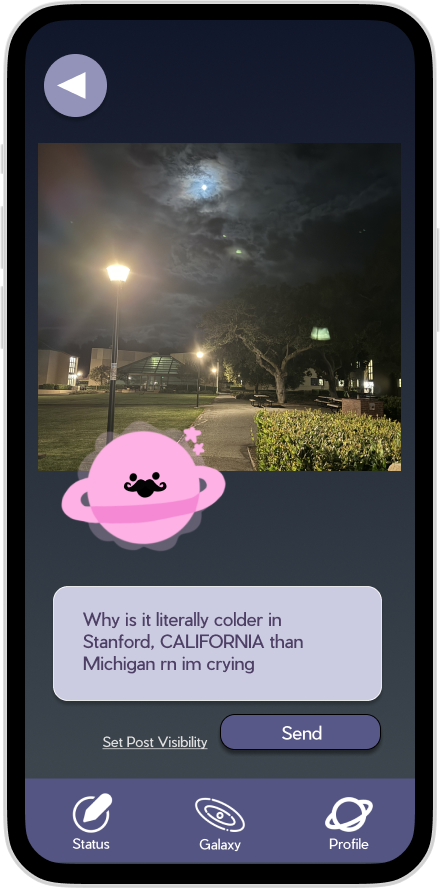 Why is it literally colder in
Stanford, CALIFORNIA than
Michigan rn im crying
Set Post Visibility
Send
Status
Galaxy
Profile